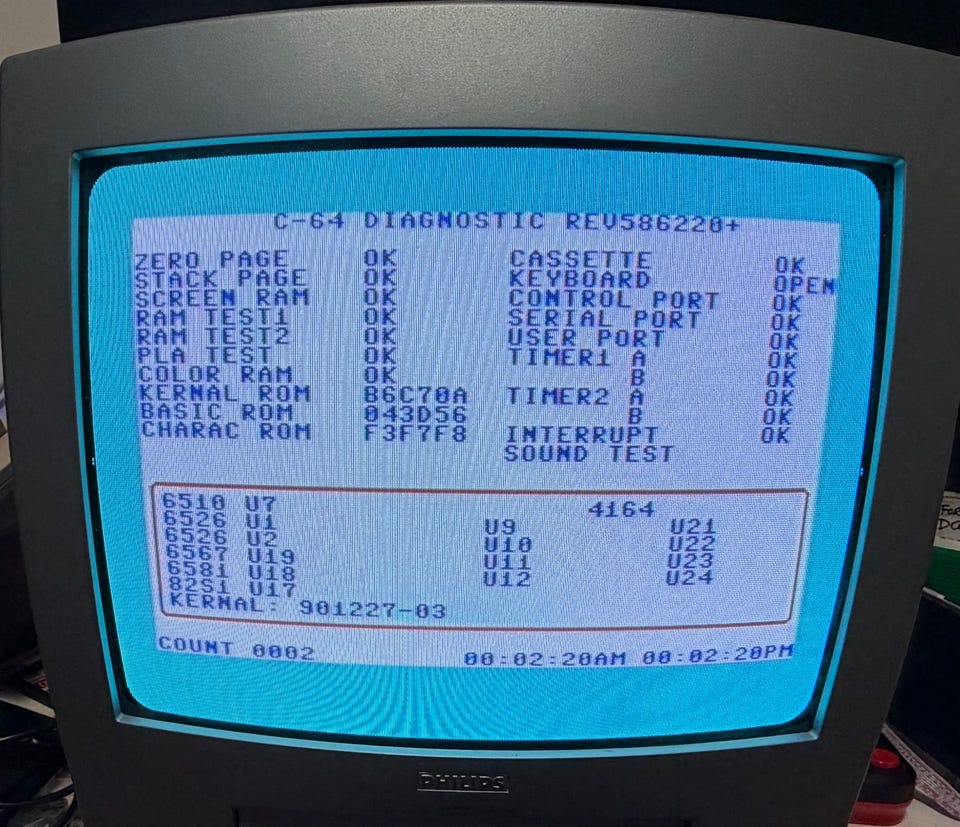 C-64 DIAGNOSTIC REV586220+
ZERO PAGE OK CASSETTE OK
STACK PAGE OK KEYBOARD OPEN
SCREEN RAM OK CONTROL PORT OK
RAM TEST1 OK SERIAL PORT OK
RAM TEST2 OK USER PORT OK
PLA TEST OK TIMER1 A OK
COLOR RAM OK B OK
KERNAL ROM B6C70A TIMER2 A OK
BASIC ROM 043D56 B OK
CHARAC ROM F3F7F8 INTERRUPT OK
SOUND TEST
6510 U7 4164
6526 U1 U9 U21
6526 U2 U10 U22
6567 U19 U11 U23
6581 U18 U12 U24
82S1 U17
KERNAL: 901227-03
COUNT 0002 00:02:20AM 00:02:20PM
PHILIPS